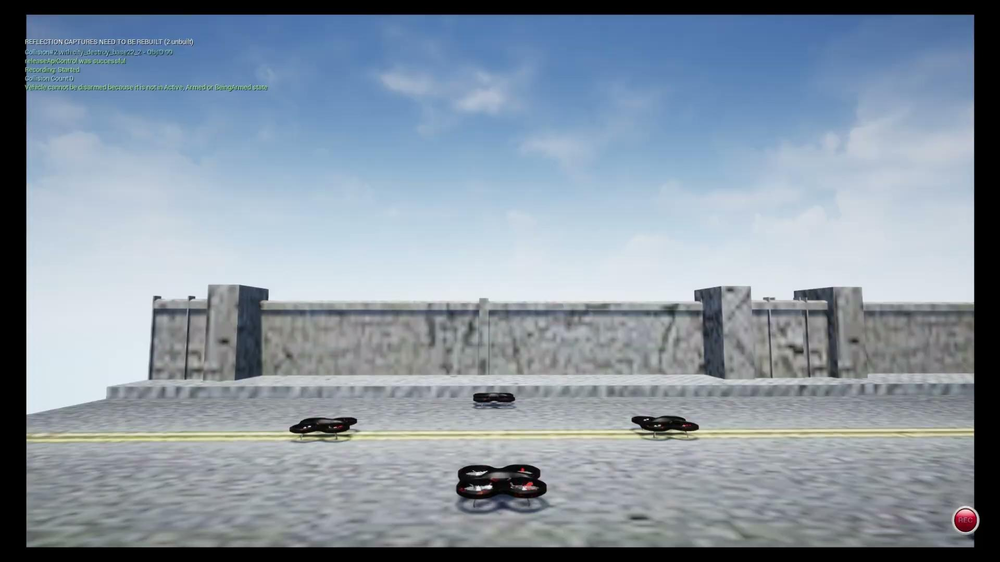 REFLECTION CAPTURES NEED TO BE REBUILT (2 unbuilt)
Collision#2 with city_destroy_base22_2 - ObjID 99
releaseApiControl was successful
Recording: Started
Collision Count:0
Vehicle cannot be disarmed because it is not in Active, Armed or BeingArmed state
REC